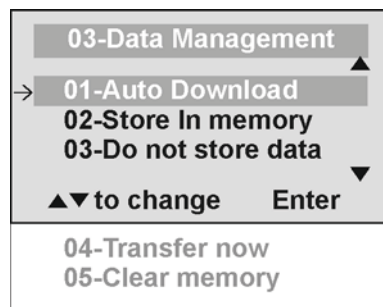 03-Data Management
01-Auto Download
02-Store In memory
03-Do not store data
▲▼to change Enter
04-Transfer now
05-Clear memory